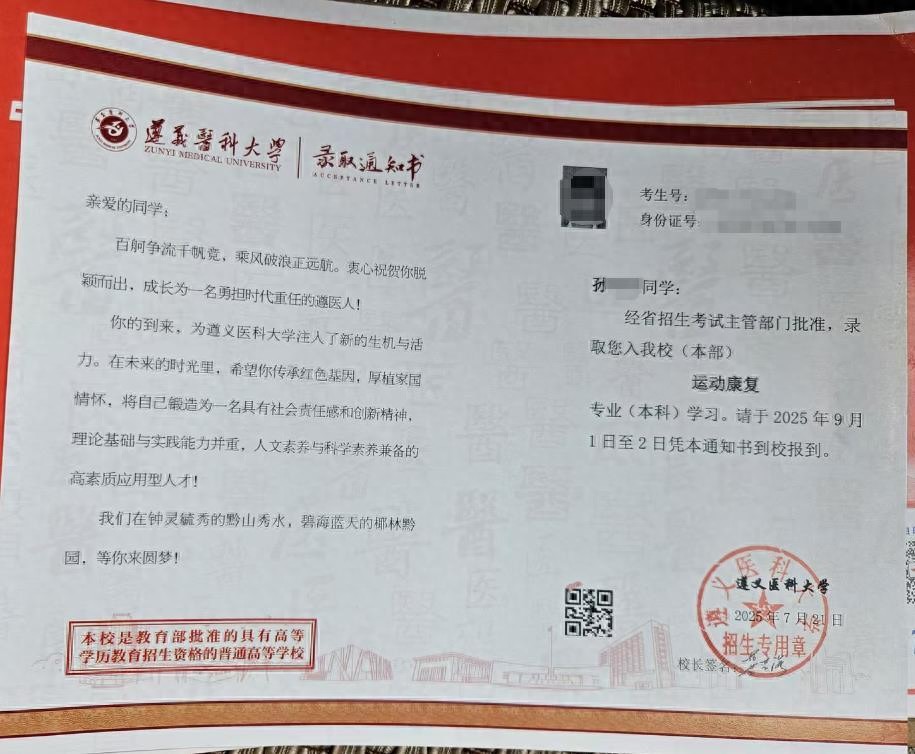 遵義醫科大學
ZUNYI MEDICAL UNIVERSITY
录取通知书
ACCEPTANCE LETTER
亲爱的同学：
百舸争流千帆竞，乘风破浪正远航。衷心祝贺你脱
颖而出，成长为一名勇担时代重任的遵医人！
你的到来，为遵义医科大学注入了新的生机与活
力。在未来的时光里，希望你传承红色基因，厚植家国
情怀，将自己锻造为一名具有社会责任感和创新精神，
理论基础与实践能力并重，人文素养与科学素养兼备的
高素质应用型人才！
我们在钟灵毓秀的黔山秀水，碧海蓝天的椰林黔
园，等你来圆梦！
本校是教育部批准的具有高等
学历教育招生资格的普通高等学校
考生号：
身份证号：
孙 同学：
经省招生考试主管部门批准，录
取您入我校（本部）
运动康复
专业（本科）学习。请于 2025 年 9 月
1 日至 2 日凭本通知书到校报到。
遵义医科大学
遵义医科大学
2025 年 7 月 21 日
招生专用章
校长签名：